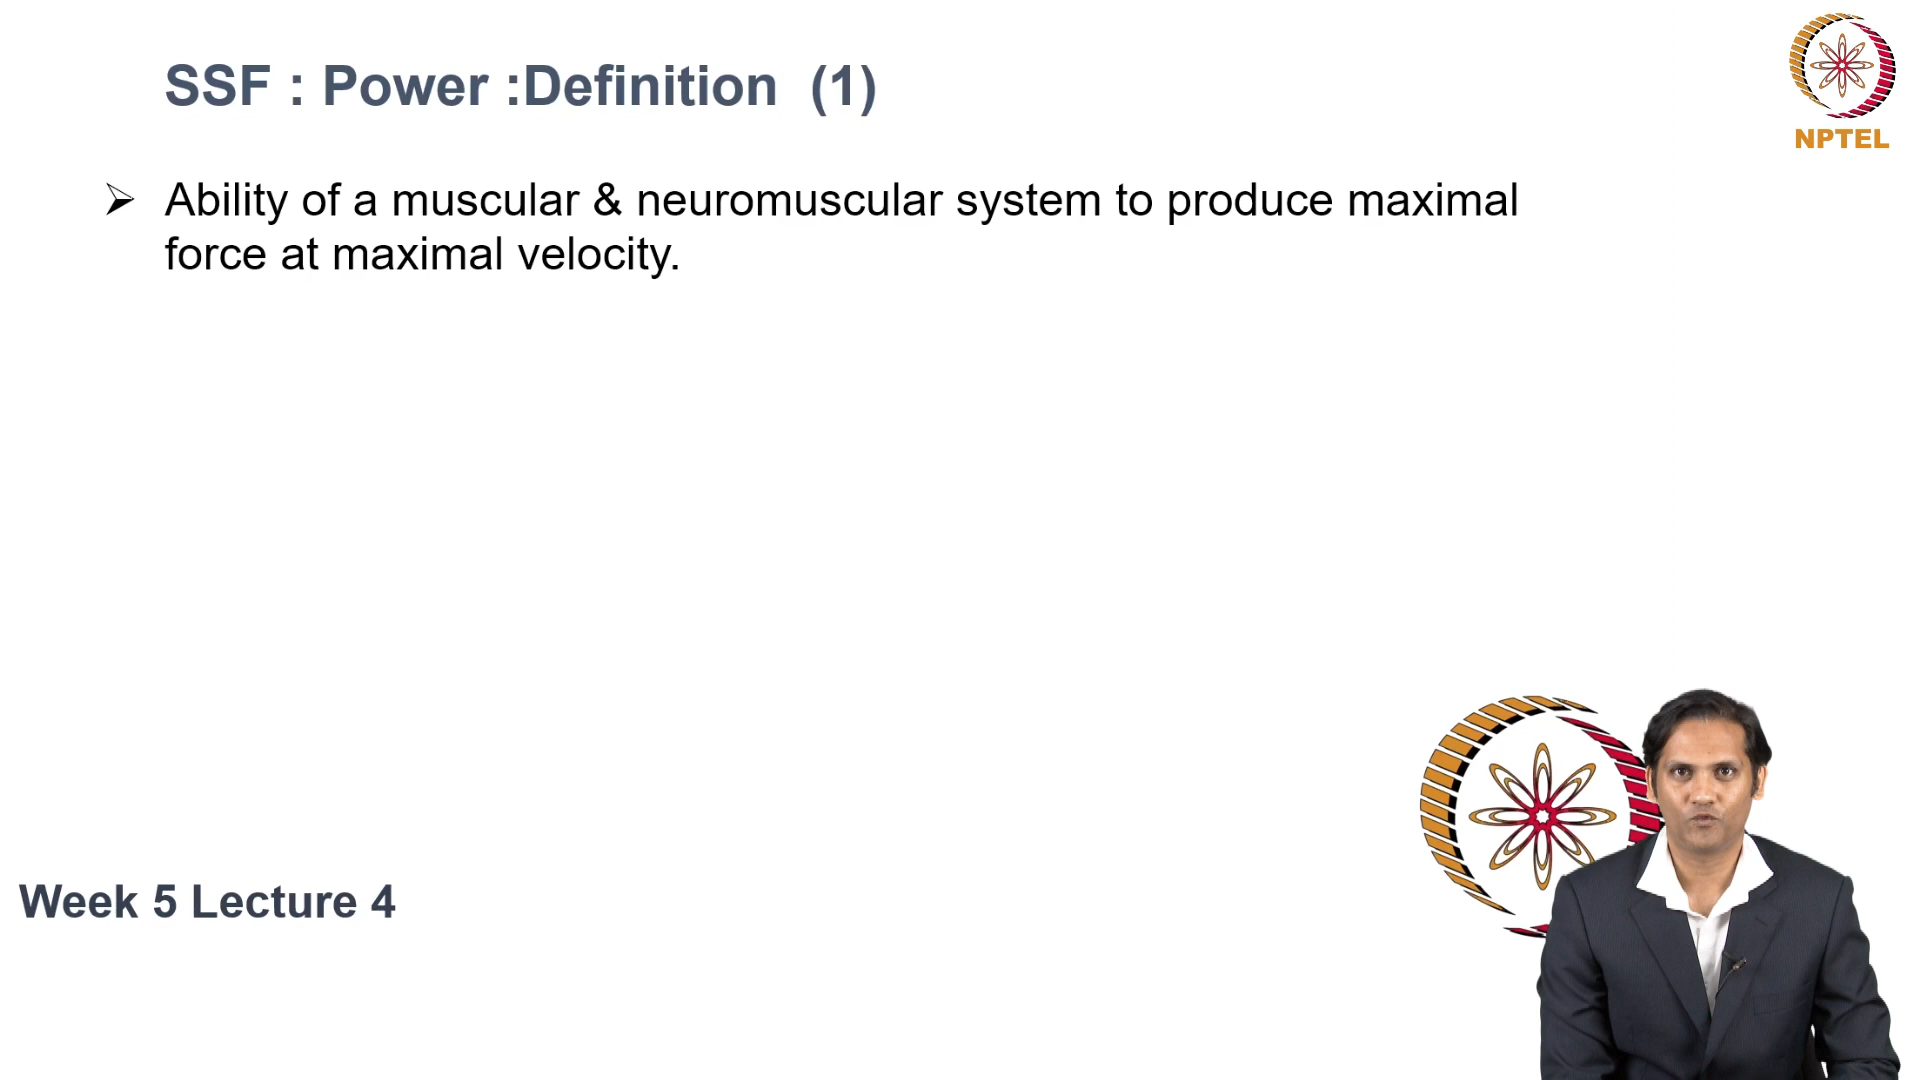 SSF : Power :Definition (1)
NPTEL
➢ Ability of a muscular & neuromuscular system to produce maximal
force at maximal velocity.
Week 5 Lecture 4